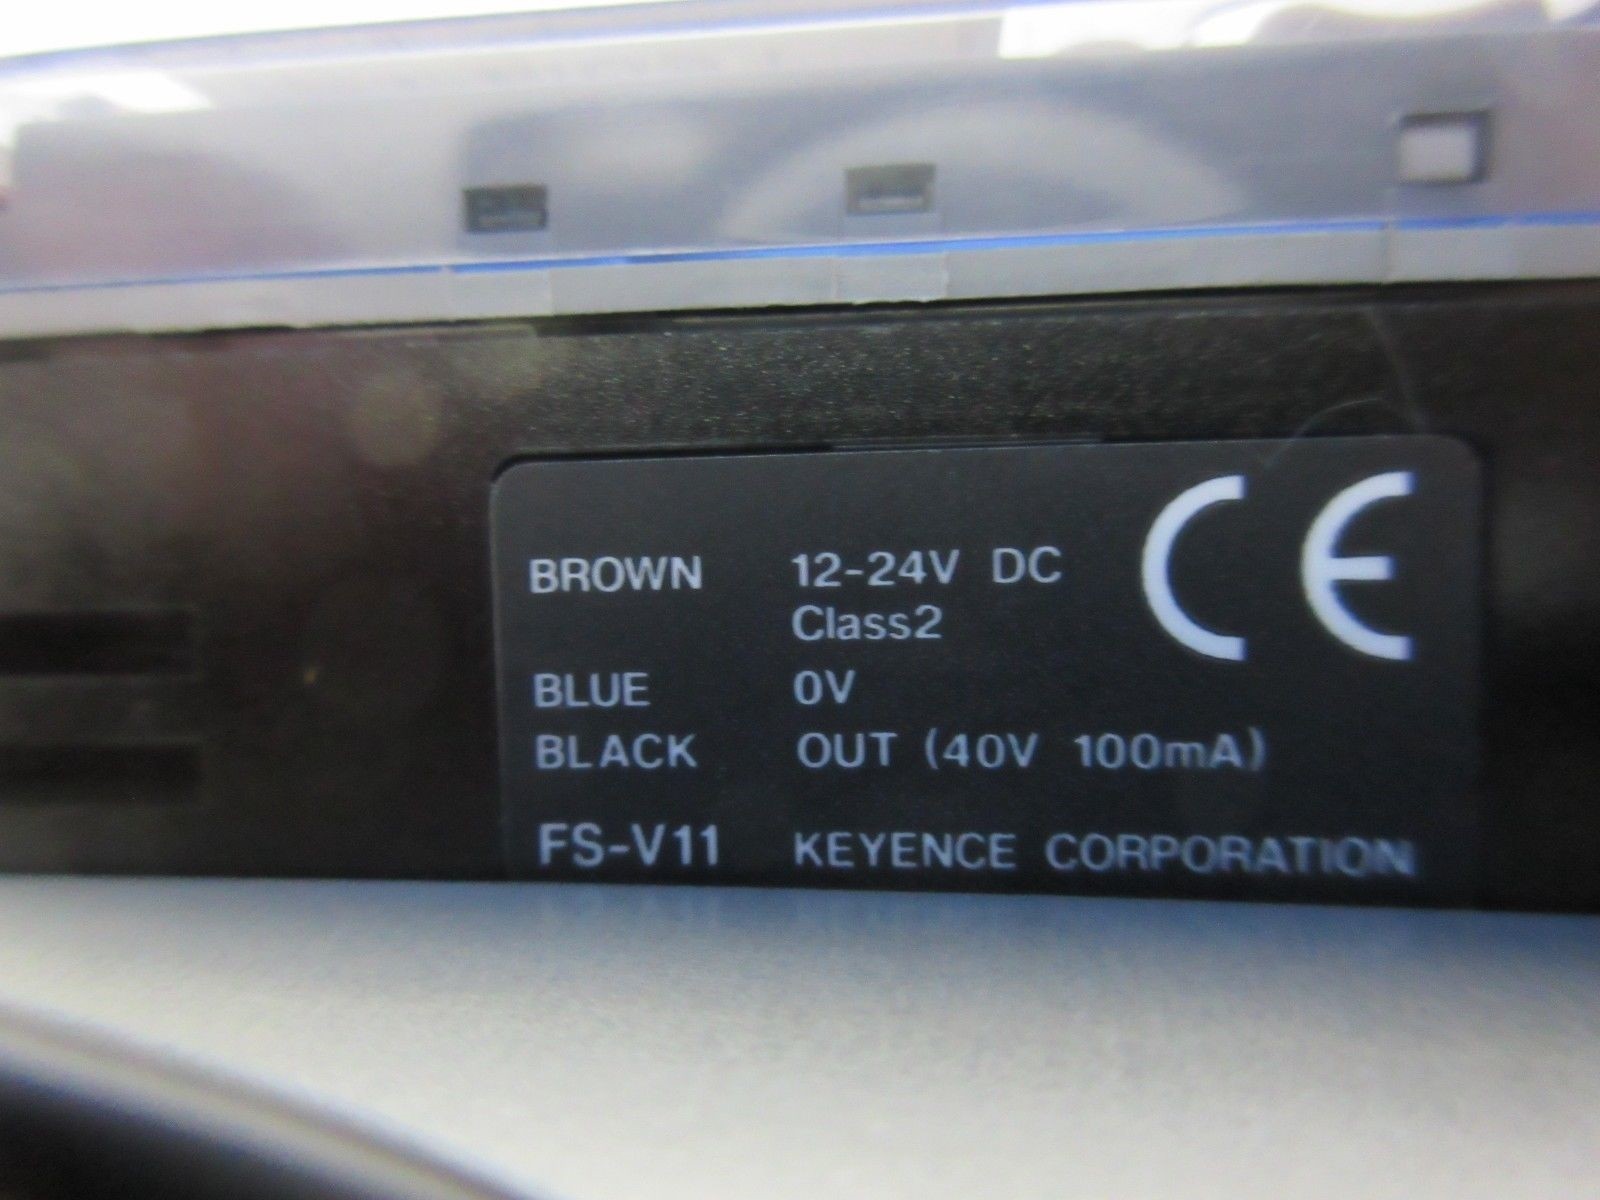 BROWN 12-24V DC
Class2
BLUE 0V
BLACK OUT (40V 100mA)
FS-V11 KEYENCE CORPORATION
CE